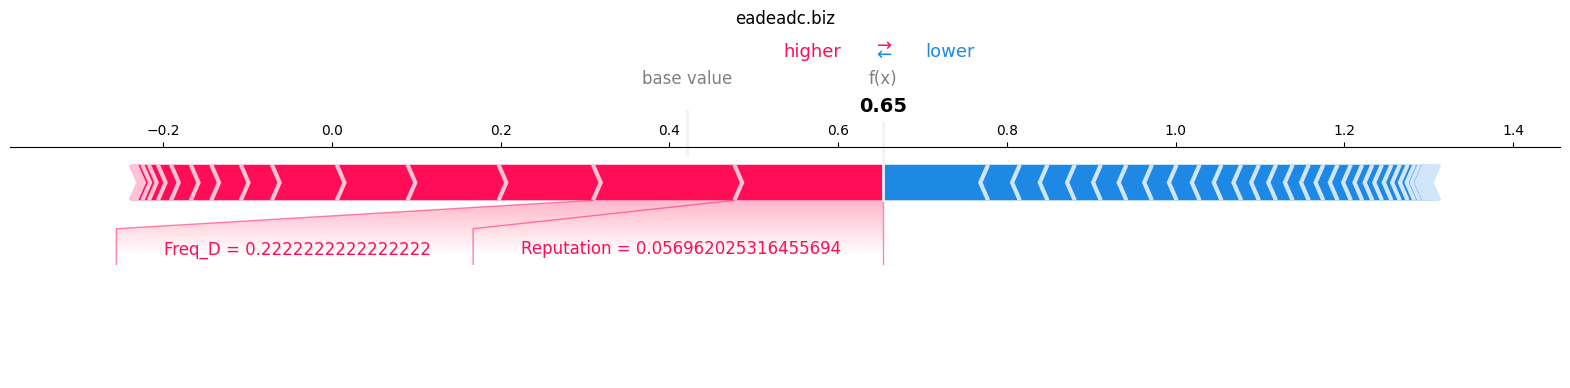 eadeadc.biz
higher ⇄ lower
base value f(x)
0.65
−0.2 0.0 0.2 0.4 0.6 0.8 1.0 1.2 1.4
Freq_D = 0.2222222222222222 Reputation = 0.056962025316455694